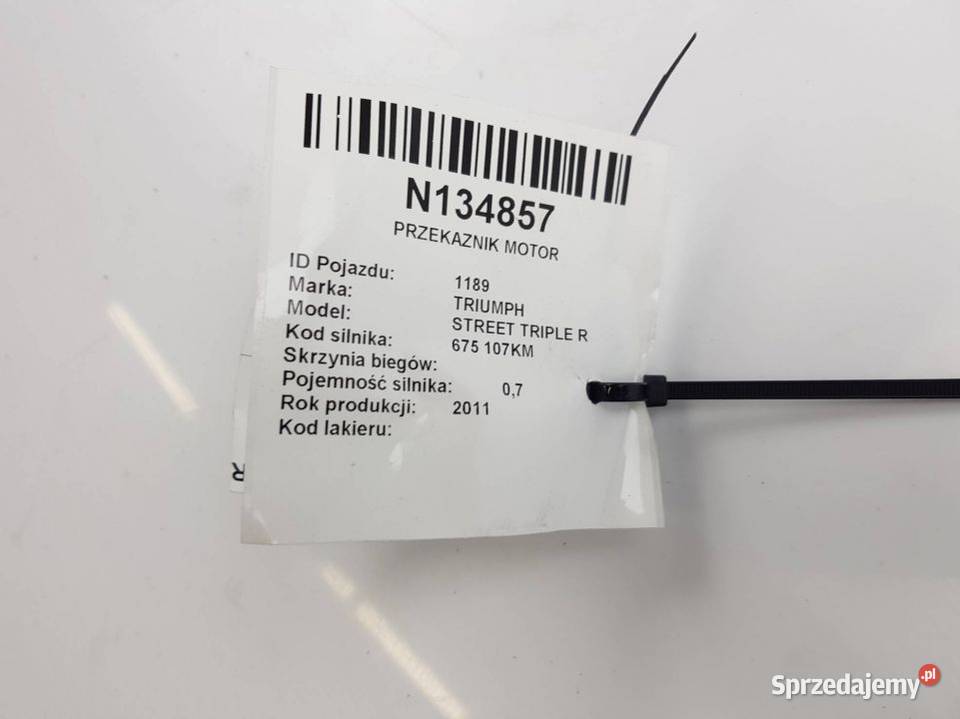 N134857
PRZEKAZNIK MOTOR
ID Pojazdu: 1189
Marka: TRIUMPH
Model: STREET TRIPLE R
Kod silnika: 675 107KM
Skrzynia biegów:
Pojemność silnika: 0,7
Rok produkcji: 2011
Kod lakieru:
R
Sprzedajemy.pl